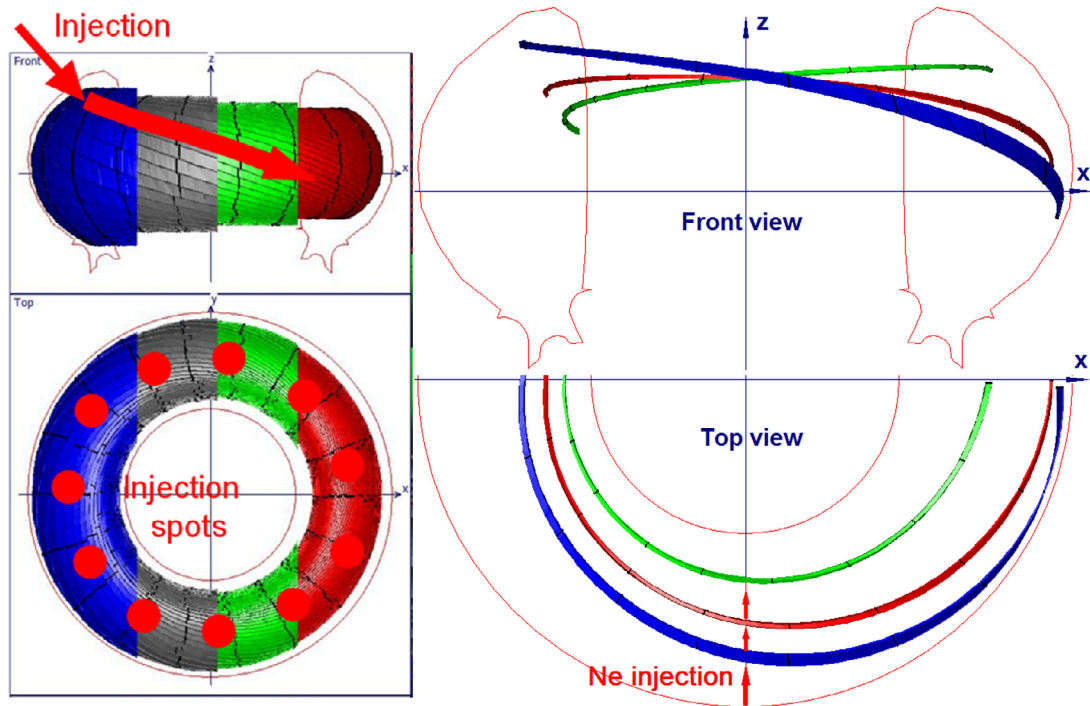 Injection
Front
z
x
Top
y
x
Injection
spots
z
x
Front view
x
Top view
Ne injection